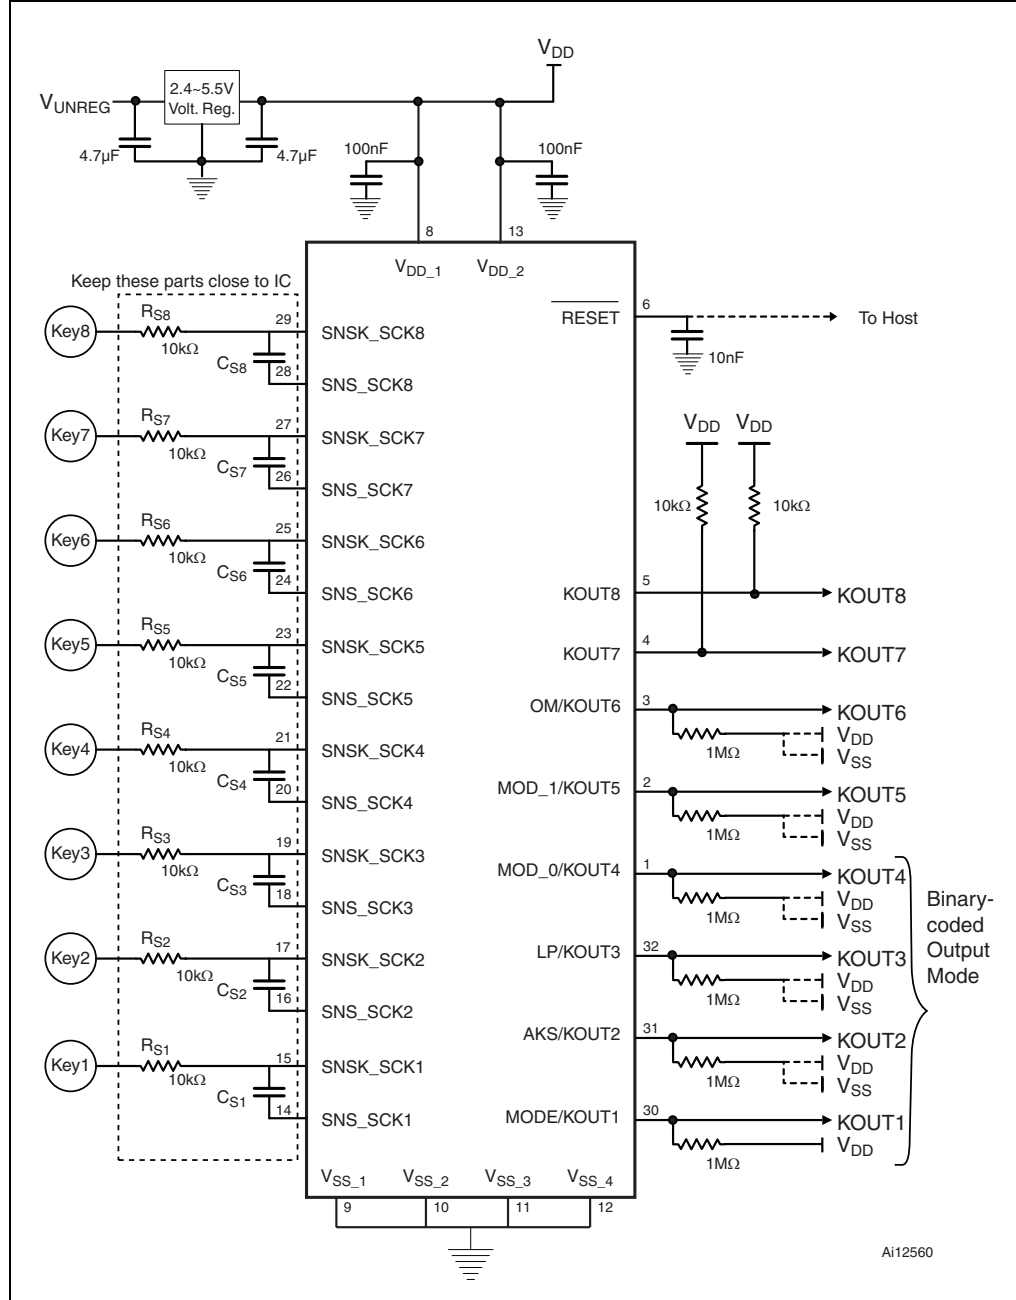 VDD
2.4~5.5V
Volt. Reg.
VUNREG
4.7µF
4.7µF
100nF
100nF
8
13
VDD_1
VDD_2
Keep these parts close to IC
Key8
RS8
10kΩ
CS8
29
28
SNSK_SCK8
SNS_SCK8
Key7
RS7
10kΩ
CS7
27
26
SNSK_SCK7
SNS_SCK7
Key6
RS6
10kΩ
CS6
25
24
SNSK_SCK6
SNS_SCK6
Key5
RS5
10kΩ
CS5
23
22
SNSK_SCK5
SNS_SCK5
Key4
RS4
10kΩ
CS4
21
20
SNSK_SCK4
SNS_SCK4
Key3
RS3
10kΩ
CS3
19
18
SNSK_SCK3
SNS_SCK3
Key2
RS2
10kΩ
CS2
17
16
SNSK_SCK2
SNS_SCK2
Key1
RS1
10kΩ
CS1
15
14
SNSK_SCK1
SNS_SCK1
RESET
6
To Host
10nF
VDD
VDD
10kΩ
10kΩ
KOUT8
5
KOUT8
KOUT7
4
KOUT7
OM/KOUT6
3
KOUT6
1MΩ
VDD
VSS
MOD_1/KOUT5
2
KOUT5
1MΩ
VDD
VSS
MOD_0/KOUT4
1
KOUT4
1MΩ
VDD
VSS
LP/KOUT3
32
KOUT3
1MΩ
VDD
VSS
AKS/KOUT2
31
KOUT2
1MΩ
VDD
VSS
MODE/KOUT1
30
KOUT1
1MΩ
VDD
Binary-
coded
Output
Mode
VSS_1
VSS_2
VSS_3
VSS_4
9
10
11
12
Ai12560